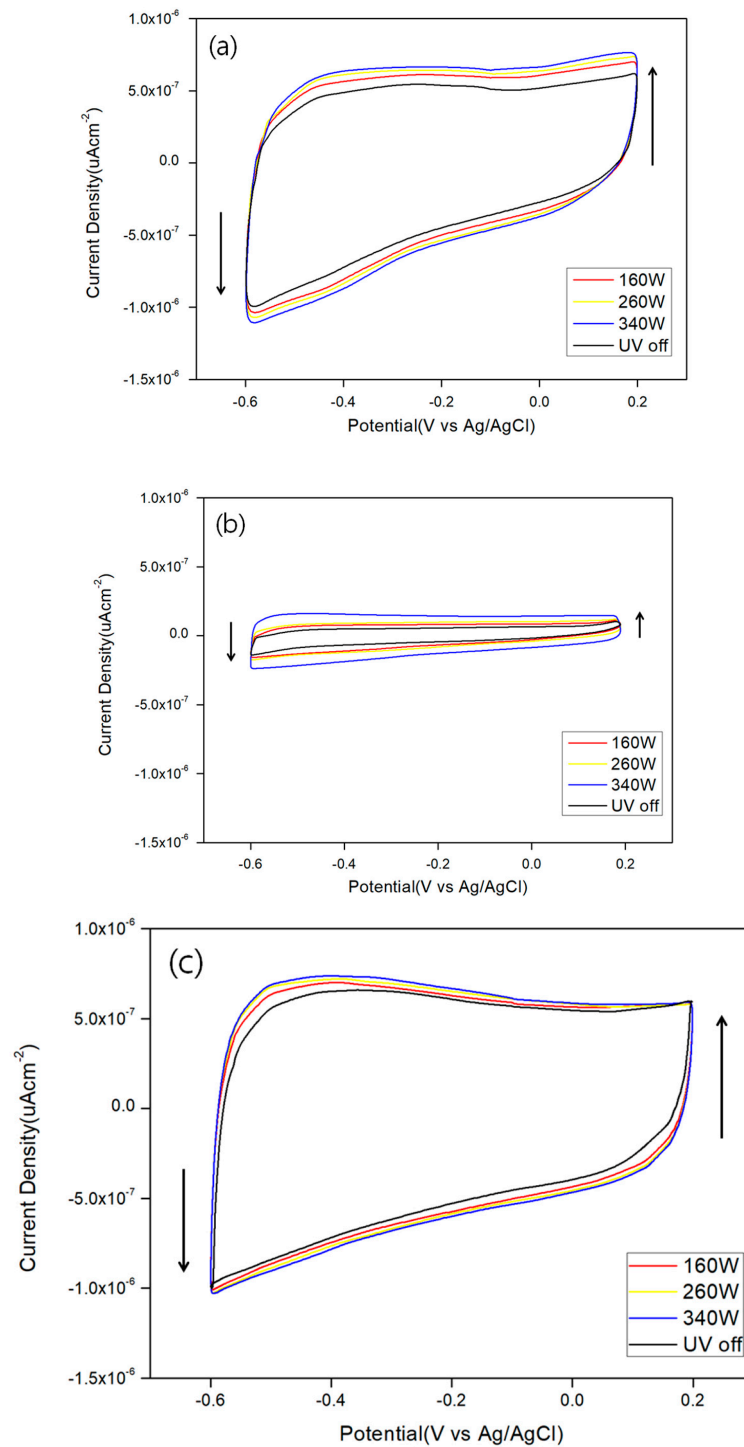 (a)
1.0x10⁻⁶
5.0x10⁻⁷
0.0
-5.0x10⁻⁷
-1.0x10⁻⁶
-1.5x10⁻⁶
Current Density(uAcm⁻²)
160W
260W
340W
UV off
-0.6 -0.4 -0.2 0.0 0.2
Potential(V vs Ag/AgCl)
(b)
1.0x10⁻⁶
5.0x10⁻⁷
0.0
-5.0x10⁻⁷
-1.0x10⁻⁶
-1.5x10⁻⁶
Current Density(uAcm⁻²)
160W
260W
340W
UV off
-0.6 -0.4 -0.2 0.0 0.2
Potential(V vs Ag/AgCl)
(c)
1.0x10⁻⁶
5.0x10⁻⁷
0.0
-5.0x10⁻⁷
-1.0x10⁻⁶
-1.5x10⁻⁶
Current Density(uAcm⁻²)
160W
260W
340W
UV off
-0.6 -0.4 -0.2 0.0 0.2
Potential(V vs Ag/AgCl)